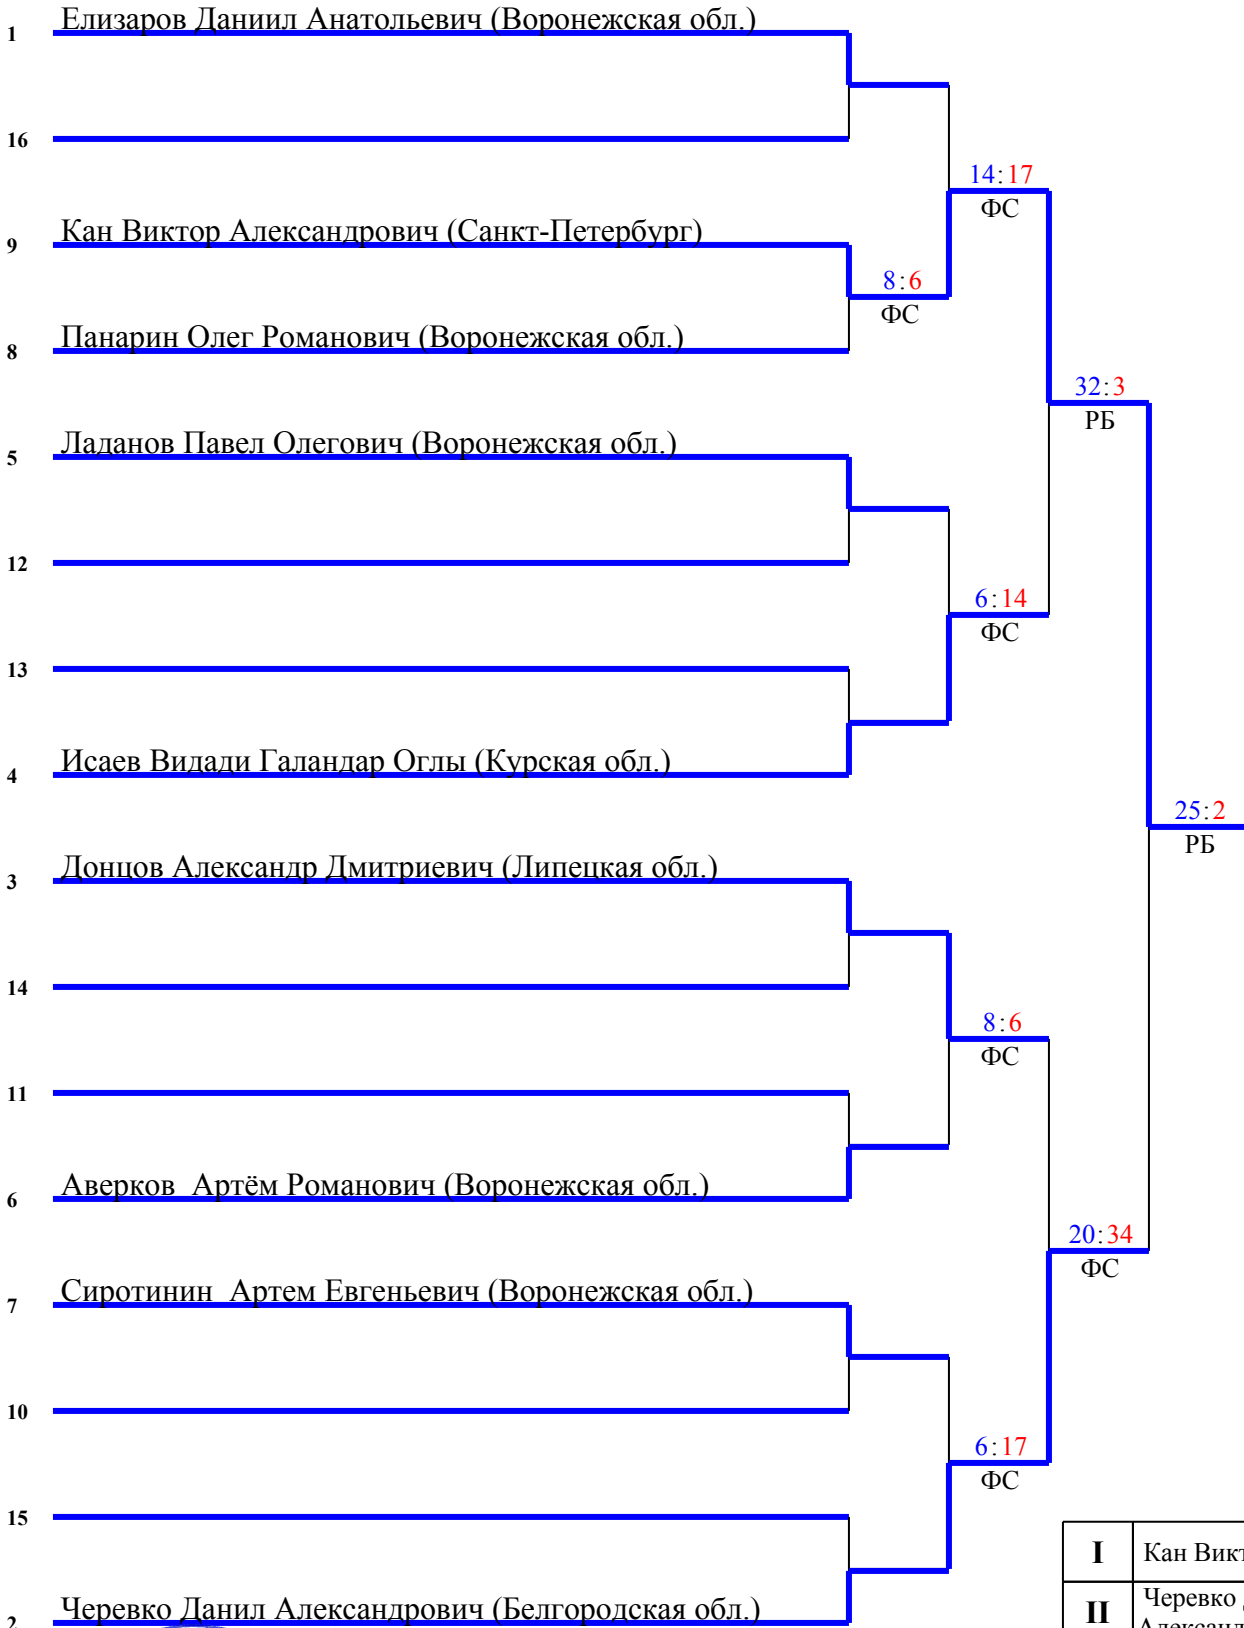 1 Елизаров Даниил Анатольевич (Воронежская обл.)
16
14:17
ФС
9 Кан Виктор Александрович (Санкт-Петербург)
8:6
ФС
8 Панарин Олег Романович (Воронежская обл.)
32:3
РБ
5 Ладанов Павел Олегович (Воронежская обл.)
12
6:14
ФС
13
4 Исаев Видади Галандар Оглы (Курская обл.)
25:2
РБ
3 Донцов Александр Дмитриевич (Липецкая обл.)
14
8:6
ФС
11
6 Аверков Артём Романович (Воронежская обл.)
20:34
ФС
7 Сиротинин Артем Евгеньевич (Воронежская обл.)
10
6:17
ФС
15
I Кан Викт
2 Черевко Данил Александрович (Белгородская обл.)
II Черевко
Александ